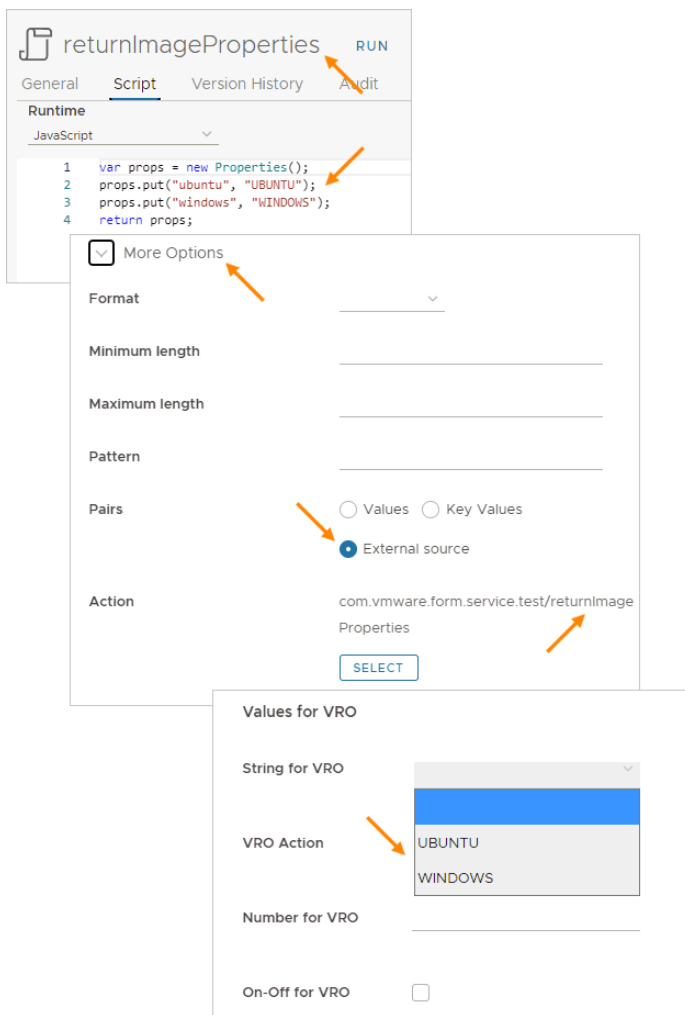 returnImageProperties RUN
General Script Version History Audit
Runtime
JavaScript
1 var props = new Properties();
2 props.put("ubuntu", "UBUNTU");
3 props.put("windows", "WINDOWS");
4 return props;
More Options
Format
Minimum length
Maximum length
Pattern
Pairs Values Key Values
External source
Action com.vmware.form.service.test/returnImage
Properties
SELECT
Values for VRO
String for VRO
VRO Action UBUNTU
WINDOWS
Number for VRO
On-Off for VRO